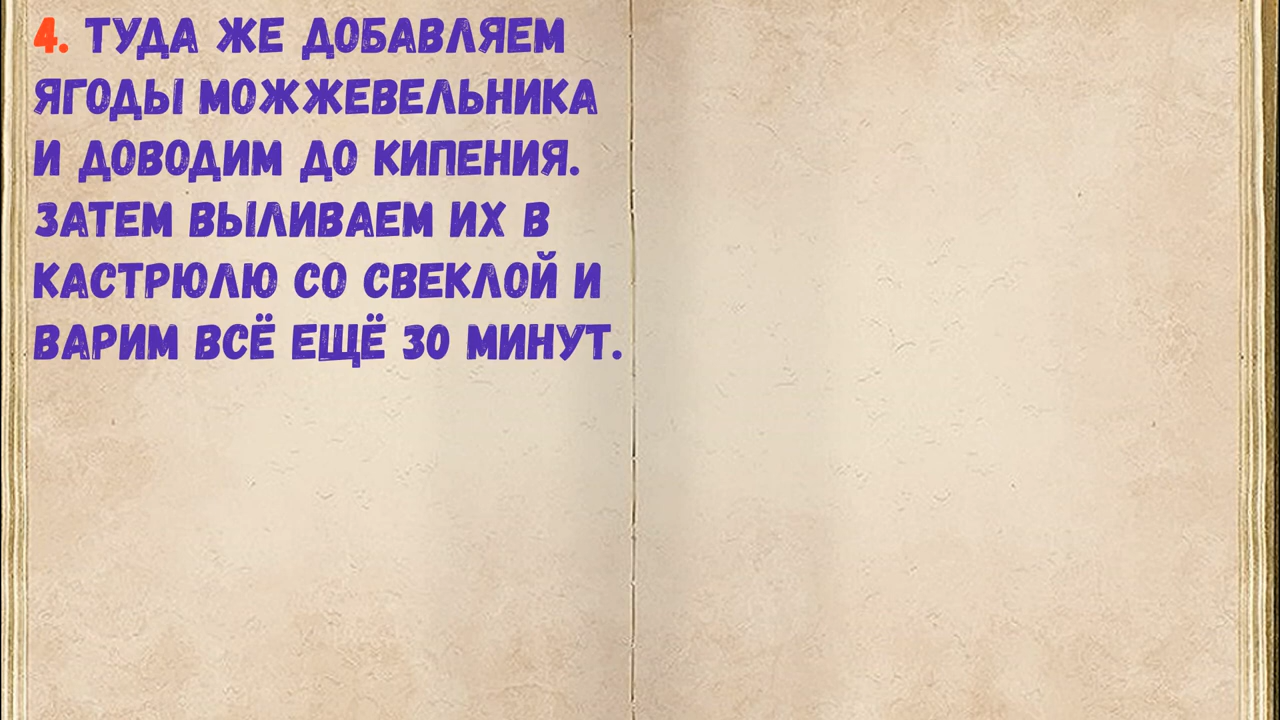 4. ТУДА ЖЕ ДОБАВЛЯЕМ
ЯГОДЫ МОЖЖЕВЕЛЬНИКА
И ДОВОДИМ ДО КИПЕНИЯ.
ЗАТЕМ ВЫЛИВАЕМ ИХ В
КАСТРЮЛЮ СО СВЕКЛОЙ И
ВАРИМ ВСЁ ЕЩЁ 30 МИНУТ.